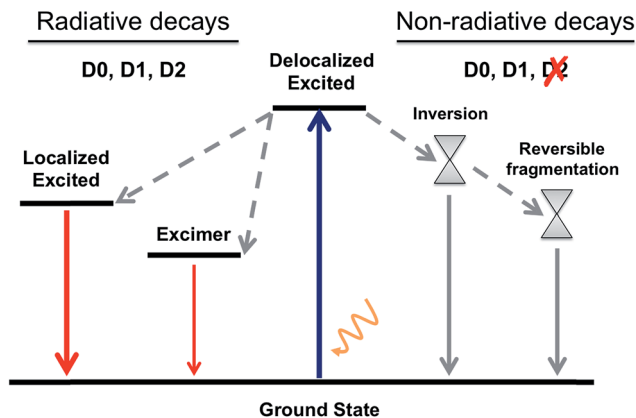 Radiative decays
D0, D1, D2
Non-radiative decays
D0, D1, D2
Delocalized
Excited
Inversion
Reversible
fragmentation
Localized
Excited
Excimer
Ground State